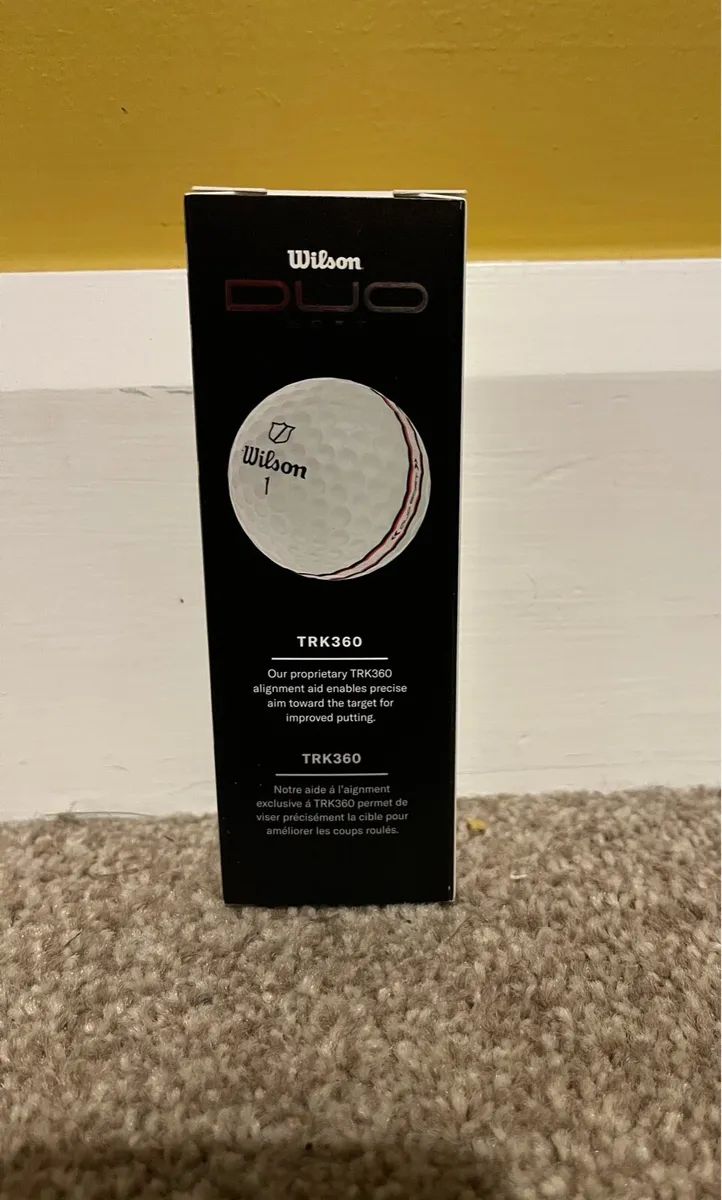 Wilson
DUO
Wilson
1
TRK360
Our proprietary TRK360
alignment aid enables precise
aim toward the target for
improved putting.
TRK360
Notre aide á l'aignment
exclusive á TRK360 permet de
viser précisément la cible pour
améliorer les coups roulés.